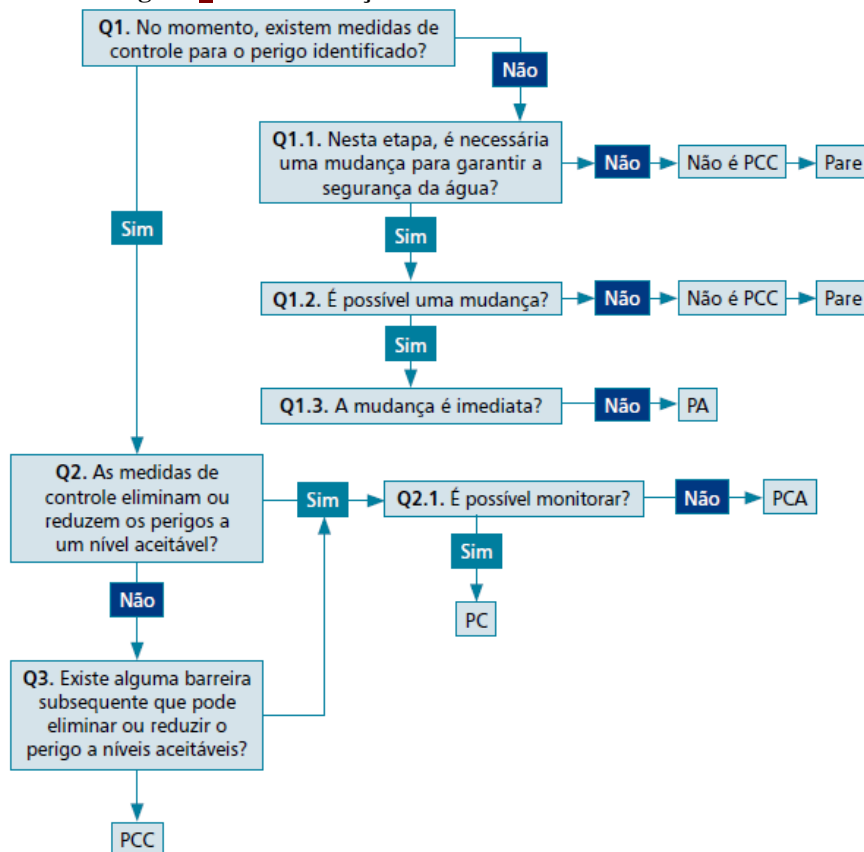 Q1. No momento, existem medidas de
controle para o perigo identificado?
Não
Q1.1. Nesta etapa, é necessária
uma mudança para garantir a
segurança da água?
Não
Não é PCC
Pare
Sim
Sim
Q1.2. É possível uma mudança?
Não
Não é PCC
Pare
Sim
Q1.3. A mudança é imediata?
Não
PA
Q2. As medidas de
controle eliminam ou
reduzem os perigos a
um nível aceitável?
Sim
Q2.1. É possível monitorar?
Não
PCA
Sim
PC
Não
Q3. Existe alguma barreira
subsequente que pode
eliminar ou reduzir o
perigo a níveis aceitáveis?
PCC